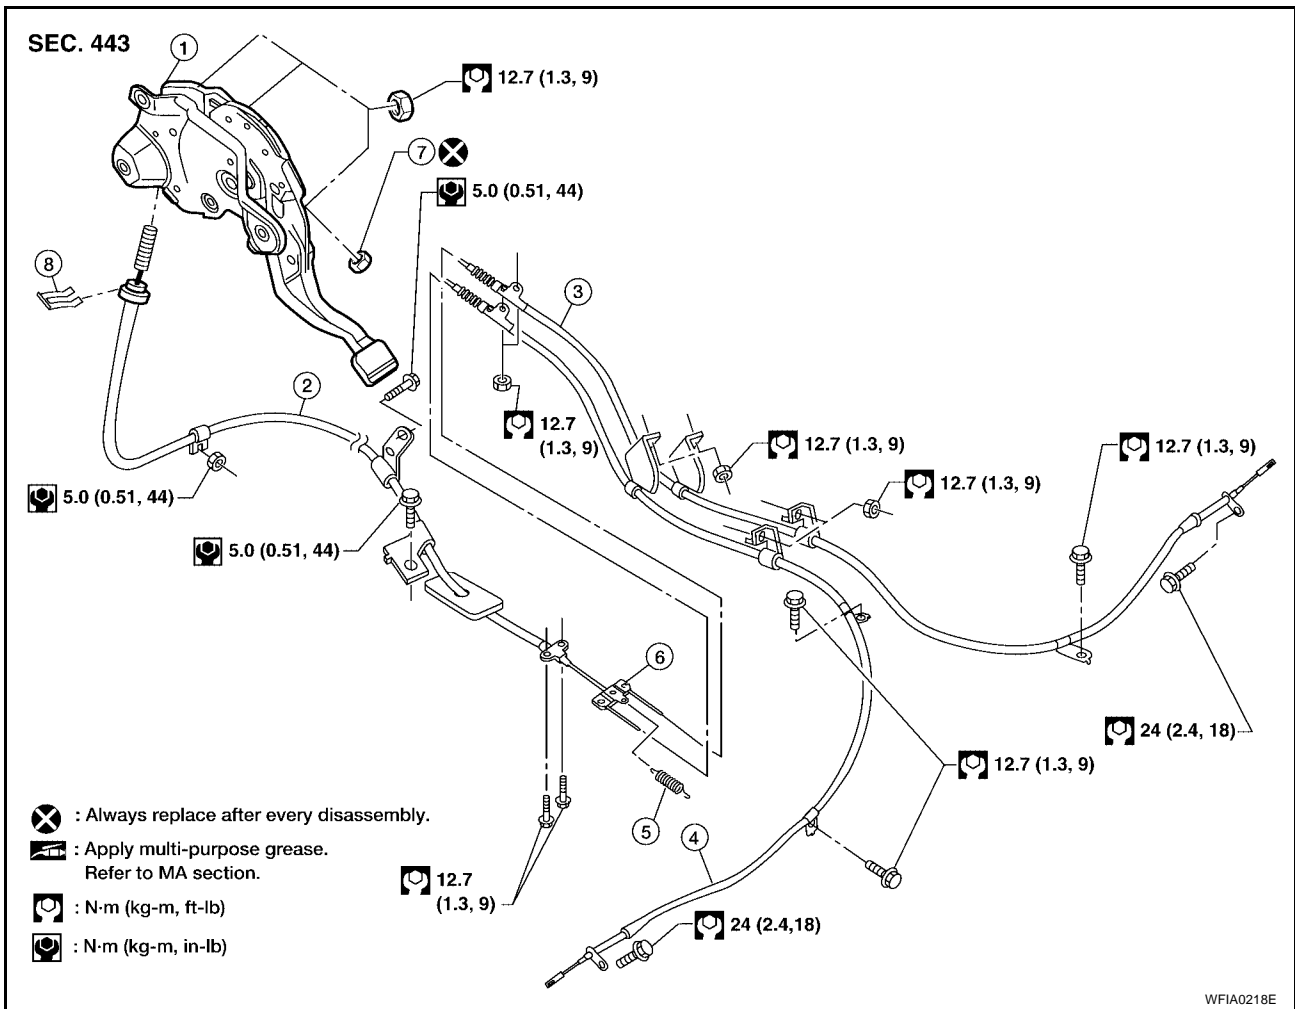 SEC. 443
1
12.7 (1.3, 9)
7
5.0 (0.51, 44)
8
3
2
12.7
(1.3, 9)
12.7 (1.3, 9)
12.7 (1.3, 9)
12.7 (1.3, 9)
5.0 (0.51, 44)
5.0 (0.51, 44)
6
24 (2.4, 18)
12.7 (1.3, 9)
5
4
: Always replace after every disassembly.
: Apply multi-purpose grease.
Refer to MA section.
: N·m (kg-m, ft-lb)
: N·m (kg-m, in-lb)
12.7
(1.3, 9)
24 (2.4,18)
WFIA0218E